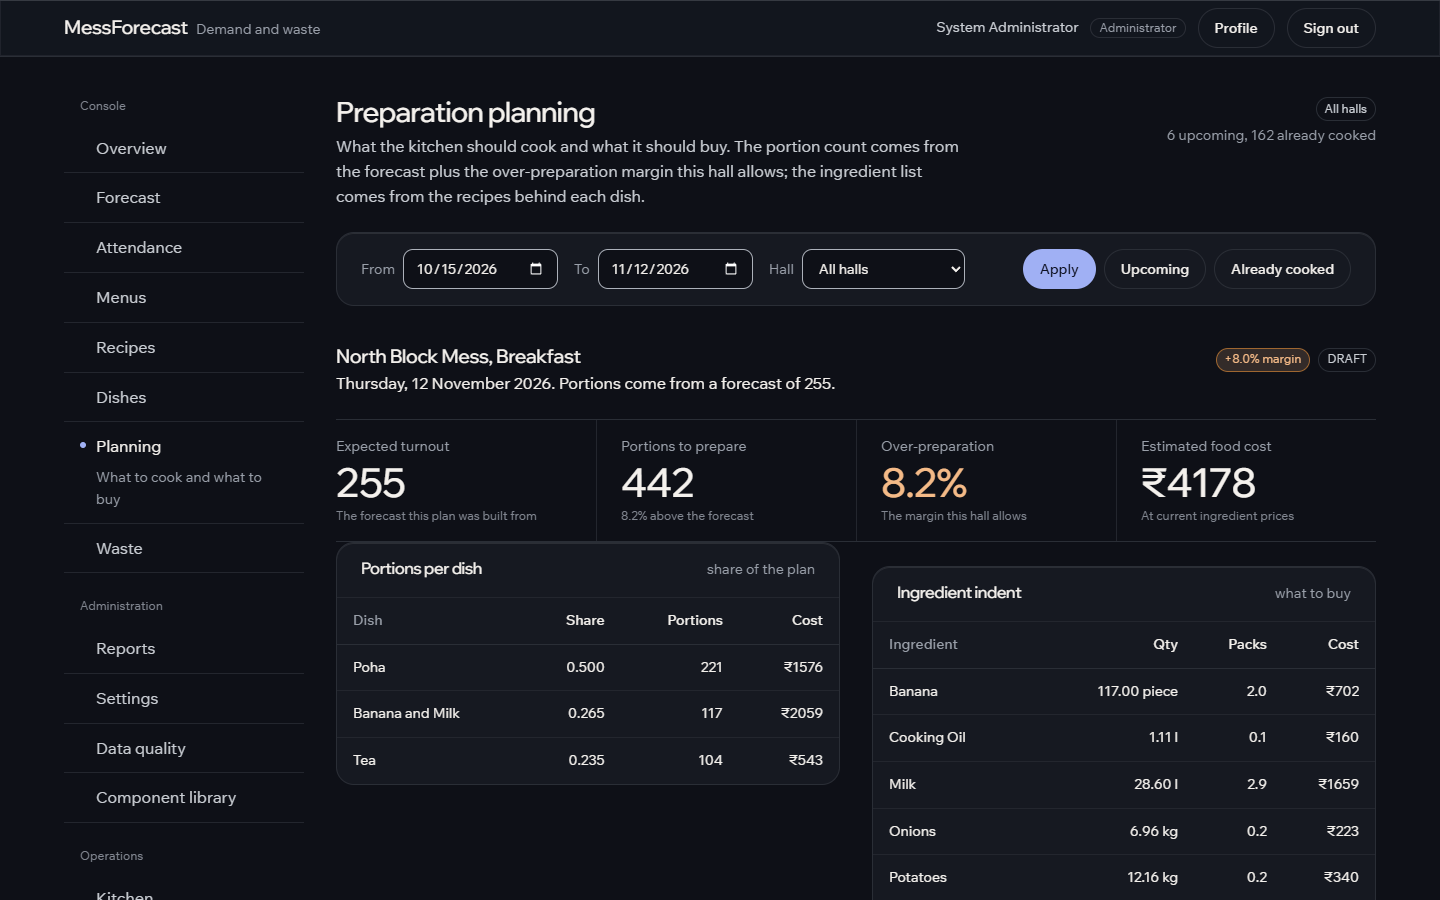 MessForecast Demand and waste
System Administrator Administrator Profile Sign out
Console
Overview
Forecast
Attendance
Menus
Recipes
Dishes
Planning
What to cook and what to
buy
Waste
Administration
Reports
Settings
Data quality
Component library
Operations
Kitchen
Preparation planning
What the kitchen should cook and what it should buy. The portion count comes from
the forecast plus the over-preparation margin this hall allows; the ingredient list
comes from the recipes behind each dish.
All halls
6 upcoming, 162 already cooked
From 10/15/2026 To 11/12/2026 Hall All halls Apply Upcoming Already cooked
North Block Mess, Breakfast
Thursday, 12 November 2026. Portions come from a forecast of 255.
+8.0% margin DRAFT
Expected turnout
255
The forecast this plan was built from
Portions to prepare
442
8.2% above the forecast
Over-preparation
8.2%
The margin this hall allows
Estimated food cost
₹4178
At current ingredient prices
Portions per dish share of the plan
Dish Share Portions Cost
Poha 0.500 221 ₹1576
Banana and Milk 0.265 117 ₹2059
Tea 0.235 104 ₹543
Ingredient indent what to buy
Ingredient Qty Packs Cost
Banana 117.00 piece 2.0 ₹702
Cooking Oil 1.11 l 0.1 ₹160
Milk 28.60 l 2.9 ₹1659
Onions 6.96 kg 0.2 ₹223
Potatoes 12.16 kg 0.2 ₹340